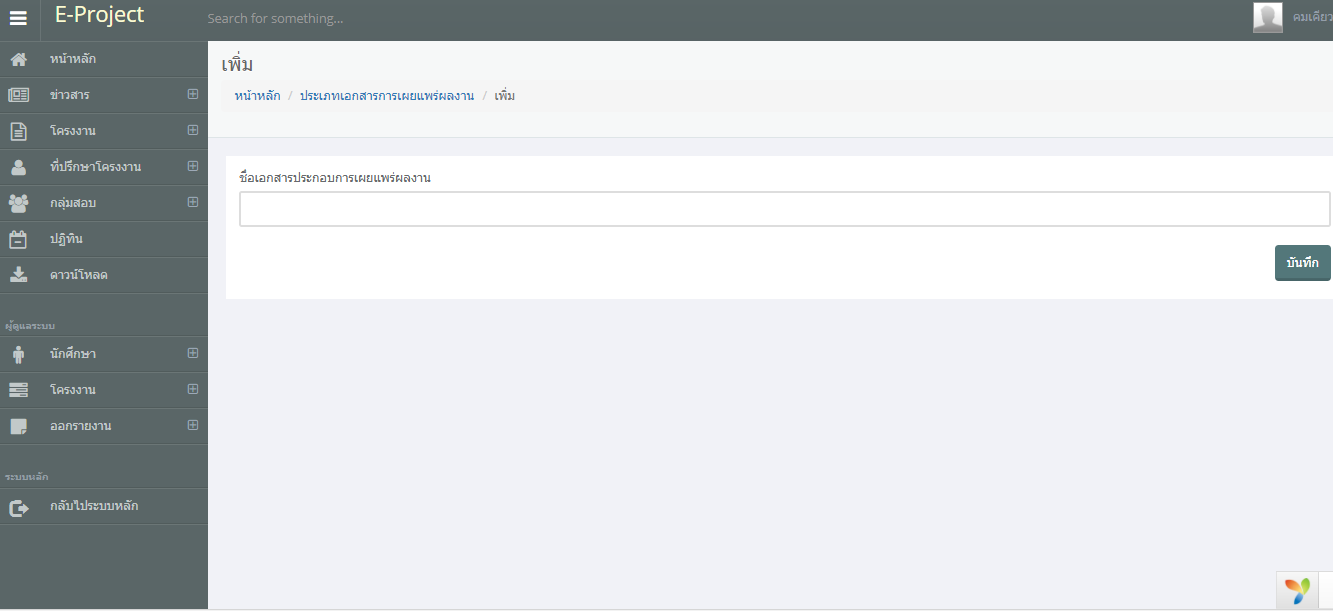 E-Project
Search for something...
คมเคียว
หน้าหลัก
ข่าวสาร
โครงงาน
ที่ปรึกษาโครงงาน
กลุ่มสอบ
ปฏิทิน
ดาวน์โหลด
ผู้ดูแลระบบ
นักศึกษา
โครงงาน
ออกรายงาน
ระบบหลัก
กลับไประบบหลัก
เพิ่ม
หน้าหลัก / ประเภทเอกสารการเผยแพร่ผลงาน / เพิ่ม
ชื่อเอกสารประกอบการเผยแพร่ผลงาน
บันทึก